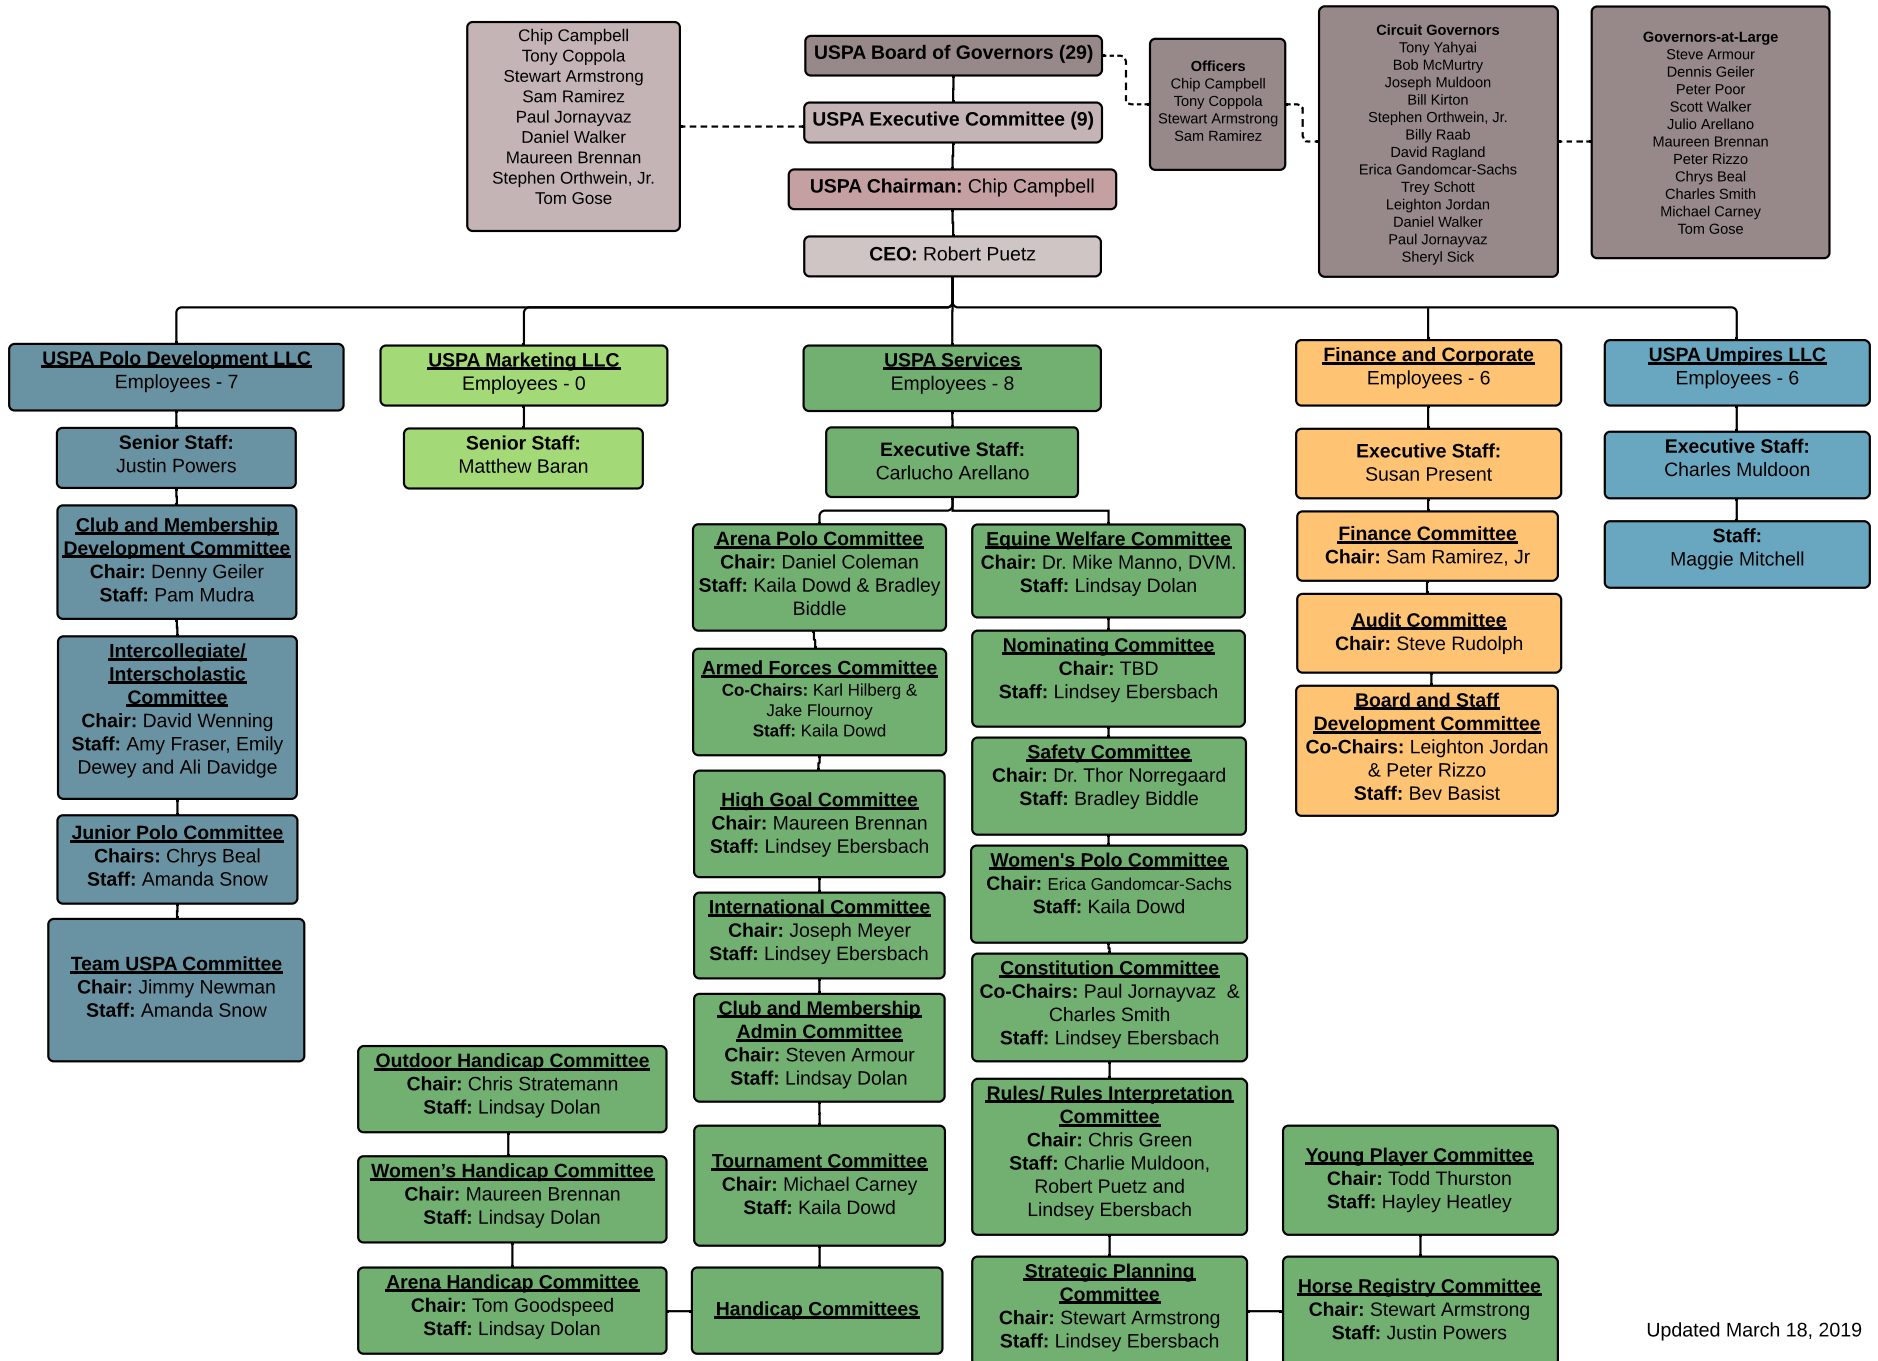 Chip Campbell
Tony Coppola
Stewart Armstrong
Sam Ramirez
Paul Jornayvaz
Daniel Walker
Maureen Brennan
Stephen Orthwein, Jr.
Tom Gose
USPA Board of Governors (29)
USPA Executive Committee (9)
USPA Chairman: Chip Campbell
CEO: Robert Puetz
Officers
Chip Campbell
Tony Coppola
Stewart Armstrong
Sam Ramirez
Circuit Governors
Tony Yahyai
Bob McMurtry
Joseph Muldoon
Bill Kirton
Stephen Orthwein, Jr.
Billy Raab
David Ragland
Erica Gandomcar-Sachs
Trey Schott
Leighton Jordan
Daniel Walker
Paul Jornayvaz
Sheryl Sick
Governors-at-Large
Steve Armour
Dennis Geiler
Peter Poor
Scott Walker
Julio Arellano
Maureen Brennan
Peter Rizzo
Chrys Beal
Charles Smith
Michael Carney
Tom Gose
USPA Polo Development LLC
Employees - 7
Senior Staff:
Justin Powers
Club and Membership
Development Committee
Chair: Denny Geiler
Staff: Pam Mudra
Intercollegiate/
Interscholastic
Committee
Chair: David Wenning
Staff: Amy Fraser, Emily
Dewey and Ali Davidge
Junior Polo Committee
Chairs: Chrys Beal
Staff: Amanda Snow
Team USPA Committee
Chair: Jimmy Newman
Staff: Amanda Snow
USPA Marketing LLC
Employees - 0
Senior Staff:
Matthew Baran
USPA Services
Employees - 8
Executive Staff:
Carlucho Arellano
Arena Polo Committee
Chair: Daniel Coleman
Staff: Kaila Dowd & Bradley
Biddle
Armed Forces Committee
Co-Chairs: Karl Hilberg &
Jake Flournoy
Staff: Kaila Dowd
High Goal Committee
Chair: Maureen Brennan
Staff: Lindsey Ebersbach
International Committee
Chair: Joseph Meyer
Staff: Lindsey Ebersbach
Club and Membership
Admin Committee
Chair: Steven Armour
Staff: Lindsay Dolan
Tournament Committee
Chair: Michael Carney
Staff: Kaila Dowd
Handicap Committees
Outdoor Handicap Committee
Chair: Chris Stratemann
Staff: Lindsay Dolan
Women’s Handicap Committee
Chair: Maureen Brennan
Staff: Lindsay Dolan
Arena Handicap Committee
Chair: Tom Goodspeed
Staff: Lindsay Dolan
Equine Welfare Committee
Chair: Dr. Mike Manno, DVM.
Staff: Lindsay Dolan
Nominating Committee
Chair: TBD
Staff: Lindsey Ebersbach
Safety Committee
Chair: Dr. Thor Norregaard
Staff: Bradley Biddle
Women's Polo Committee
Chair: Erica Gandomcar-Sachs
Staff: Kaila Dowd
Constitution Committee
Co-Chairs: Paul Jornayvaz &
Charles Smith
Staff: Lindsey Ebersbach
Rules/ Rules Interpretation
Committee
Chair: Chris Green
Staff: Charlie Muldoon,
Robert Puetz and
Lindsey Ebersbach
Strategic Planning
Committee
Chair: Stewart Armstrong
Staff: Lindsey Ebersbach
Young Player Committee
Chair: Todd Thurston
Staff: Hayley Heatley
Horse Registry Committee
Chair: Stewart Armstrong
Staff: Justin Powers
Finance and Corporate
Employees - 6
Executive Staff:
Susan Present
Finance Committee
Chair: Sam Ramirez, Jr
Audit Committee
Chair: Steve Rudolph
Board and Staff
Development Committee
Co-Chairs: Leighton Jordan
& Peter Rizzo
Staff: Bev Basist
USPA Umpires LLC
Employees - 6
Executive Staff:
Charles Muldoon
Staff:
Maggie Mitchell
Updated March 18, 2019